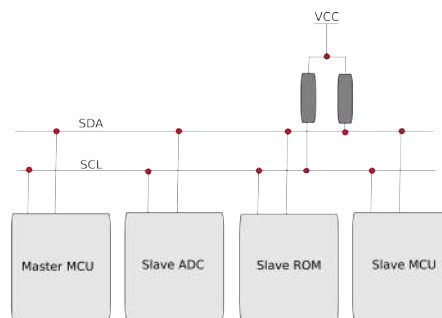 VCC
SDA
SCL
Master MCU
Slave ADC
Slave ROM
Slave MCU